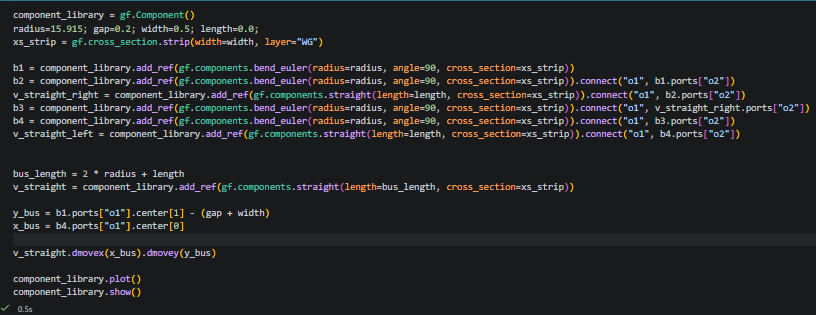 component_library = gf.Component()
radius=15.915; gap=0.2; width=0.5; length=0.0;
xs_strip = gf.cross_section.strip(width=width, layer="WG")
b1 = component_library.add_ref(gf.components.bend_euler(radius=radius, angle=90, cross_section=xs_strip))
b2 = component_library.add_ref(gf.components.bend_euler(radius=radius, angle=90, cross_section=xs_strip)).connect("o1", b1.ports["o2"])
v_straight_right = component_library.add_ref(gf.components.straight(length=length, cross_section=xs_strip)).connect("o1", b2.ports["o2"])
b3 = component_library.add_ref(gf.components.bend_euler(radius=radius, angle=90, cross_section=xs_strip)).connect("o1", v_straight_right.ports["o2"])
b4 = component_library.add_ref(gf.components.bend_euler(radius=radius, angle=90, cross_section=xs_strip)).connect("o1", b3.ports["o2"])
v_straight_left = component_library.add_ref(gf.components.straight(length=length, cross_section=xs_strip)).connect("o1", b4.ports["o2"])
bus_length = 2 * radius + length
v_straight = component_library.add_ref(gf.components.straight(length=bus_length, cross_section=xs_strip))
y_bus = b1.ports["o1"].center[1] - (gap + width)
x_bus = b4.ports["o1"].center[0]
v_straight.dmovex(x_bus).dmovey(y_bus)
component_library.plot()
component_library.show()
0.5s